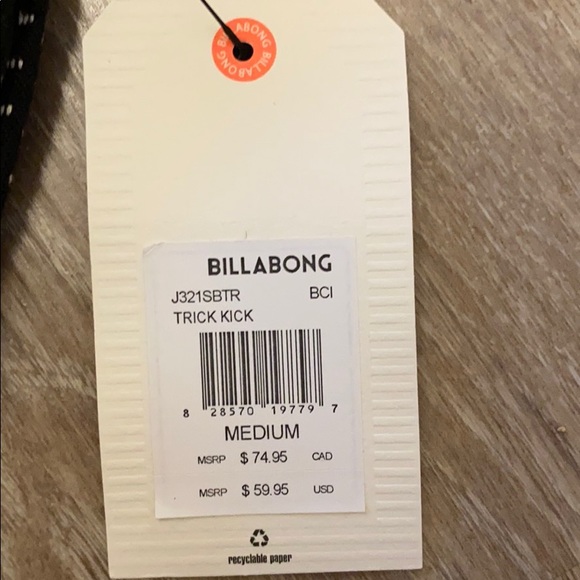 BILLABONG BILLABONG
BILLABONG
J321SBTR BCI
TRICK KICK
8 28570 19779 7
MEDIUM
MSRP $ 74.95 CAD
MSRP $ 59.95 USD
recyclable paper